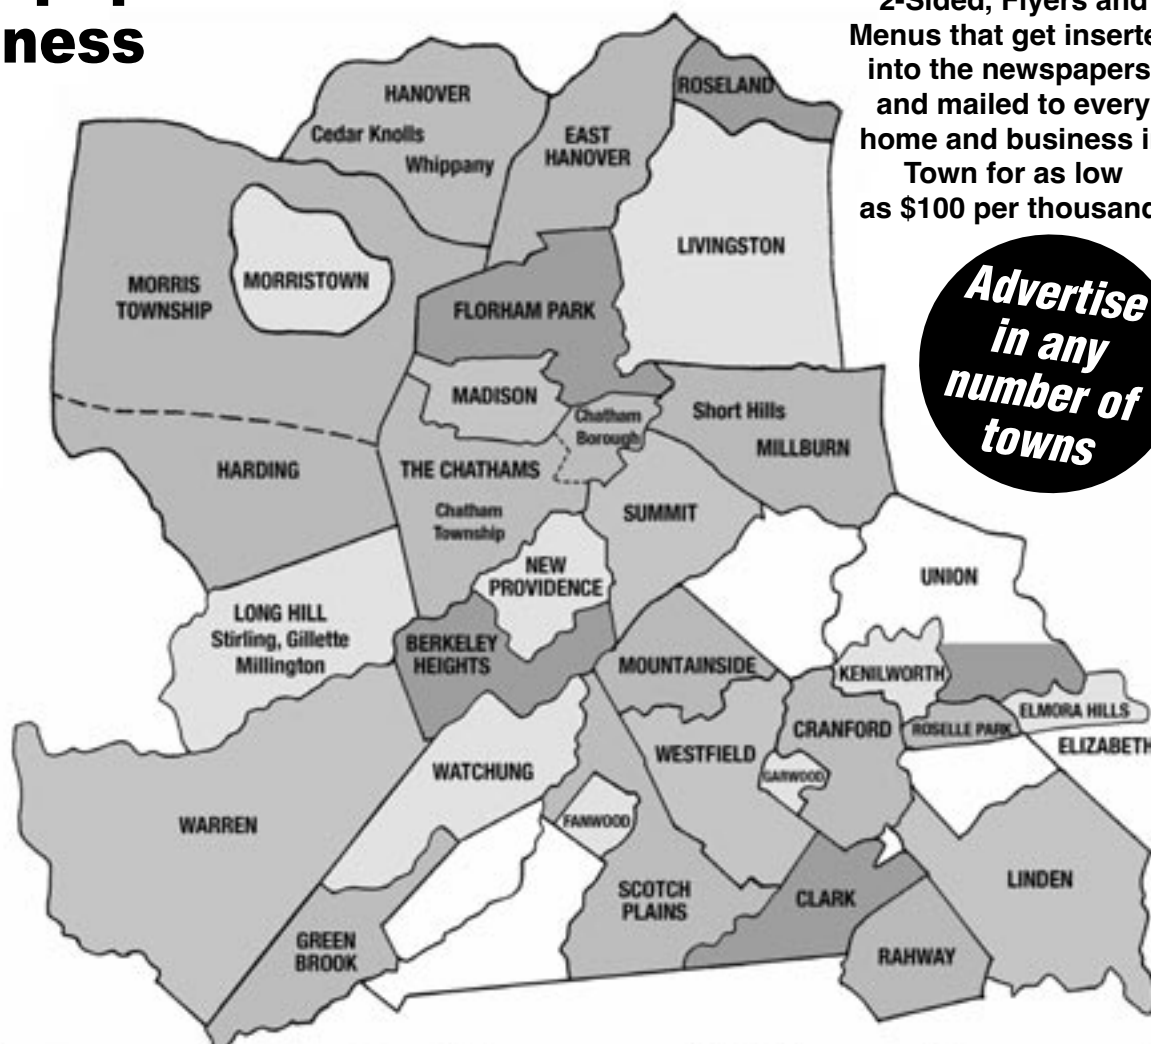 ness
2-Sided, Flyers and
Menus that get inserte
into the newspapers
and mailed to every
home and business i
Town for as low
as $100 per thousand
Advertise
in any
number of
towns
HANOVER
Cedar Knolls
Whippany
EAST
HANOVER
ROSELAND
LIVINGSTON
MORRIS
TOWNSHIP
MORRISTOWN
FLORHAM PARK
MADISON
Chatham
Borough
Short Hills
MILLBURN
HARDING
THE CHATHAMS
Chatham
Township
SUMMIT
NEW
PROVIDENCE
UNION
LONG HILL
Stirling, Gillette
Millington
BERKELEY
HEIGHTS
MOUNTAINSIDE
KENILWORTH
ELMORA HILLS
ROSELLE PARK
CRANFORD
ELIZABETH
WESTFIELD
GARWOOD
WATCHUNG
FANWOOD
WARREN
SCOTCH
PLAINS
CLARK
LINDEN
GREEN
BROOK
RAHWAY